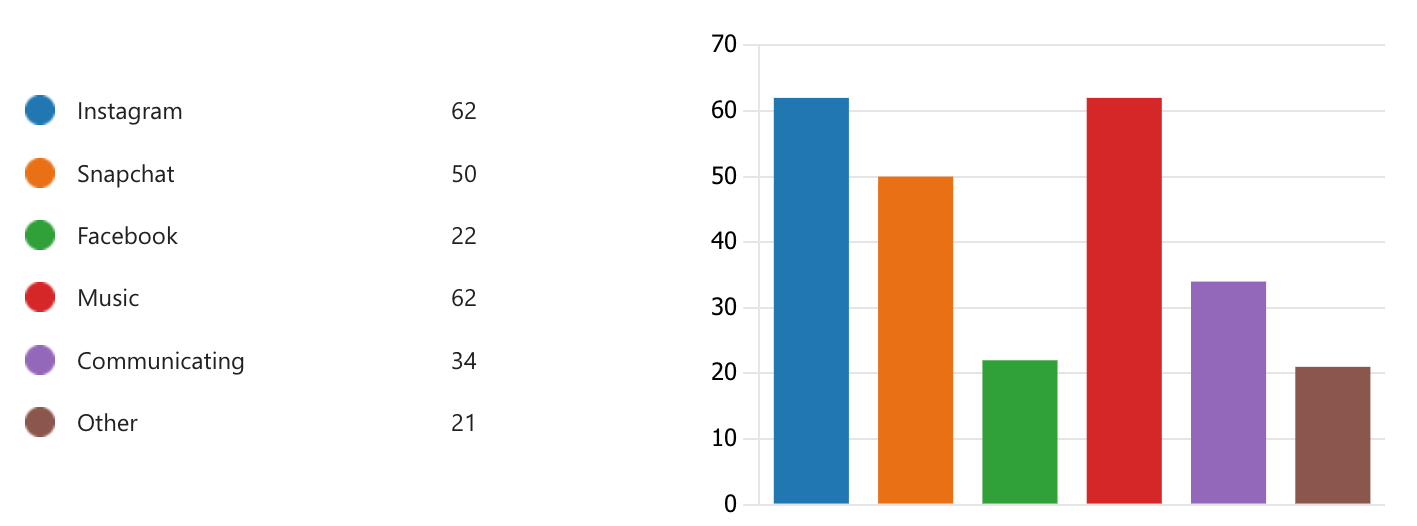 Instagram 62
Snapchat 50
Facebook 22
Music 62
Communicating 34
Other 21
70
60
50
40
30
20
10
0